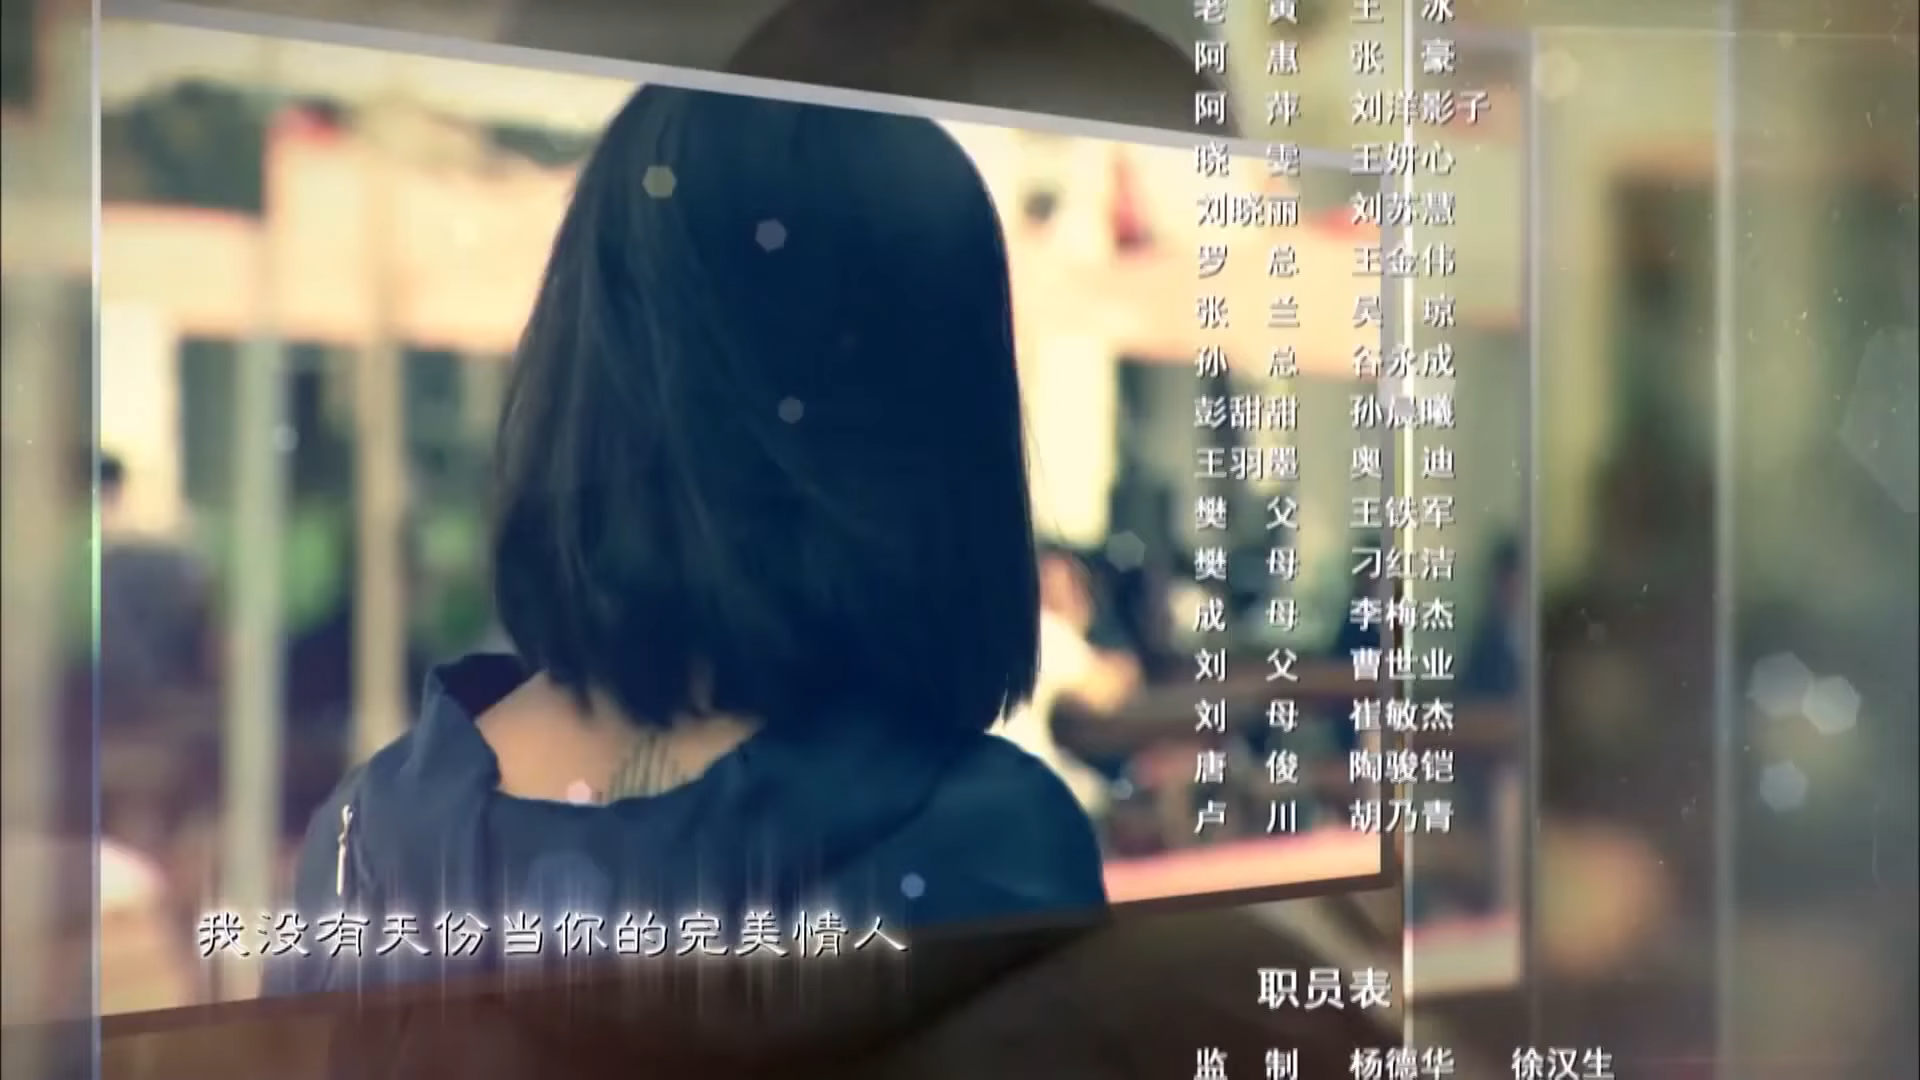 老黄 王冰
阿惠 张豪
阿萍 刘洋影子
晓雯 王妍心
刘晓丽 刘苏慧
罗总 王金伟
张兰 吴琼
孙总 谷永成
彭甜甜 孙晨曦
王羽墨 奥迪
樊父 王铁军
樊母 刁红洁
成母 李梅杰
刘父 曹世业
刘母 崔敏杰
唐俊 陶骏铠
卢川 胡乃青
我没有天份当你的完美情人
职员表
监制 杨德华 徐汉生